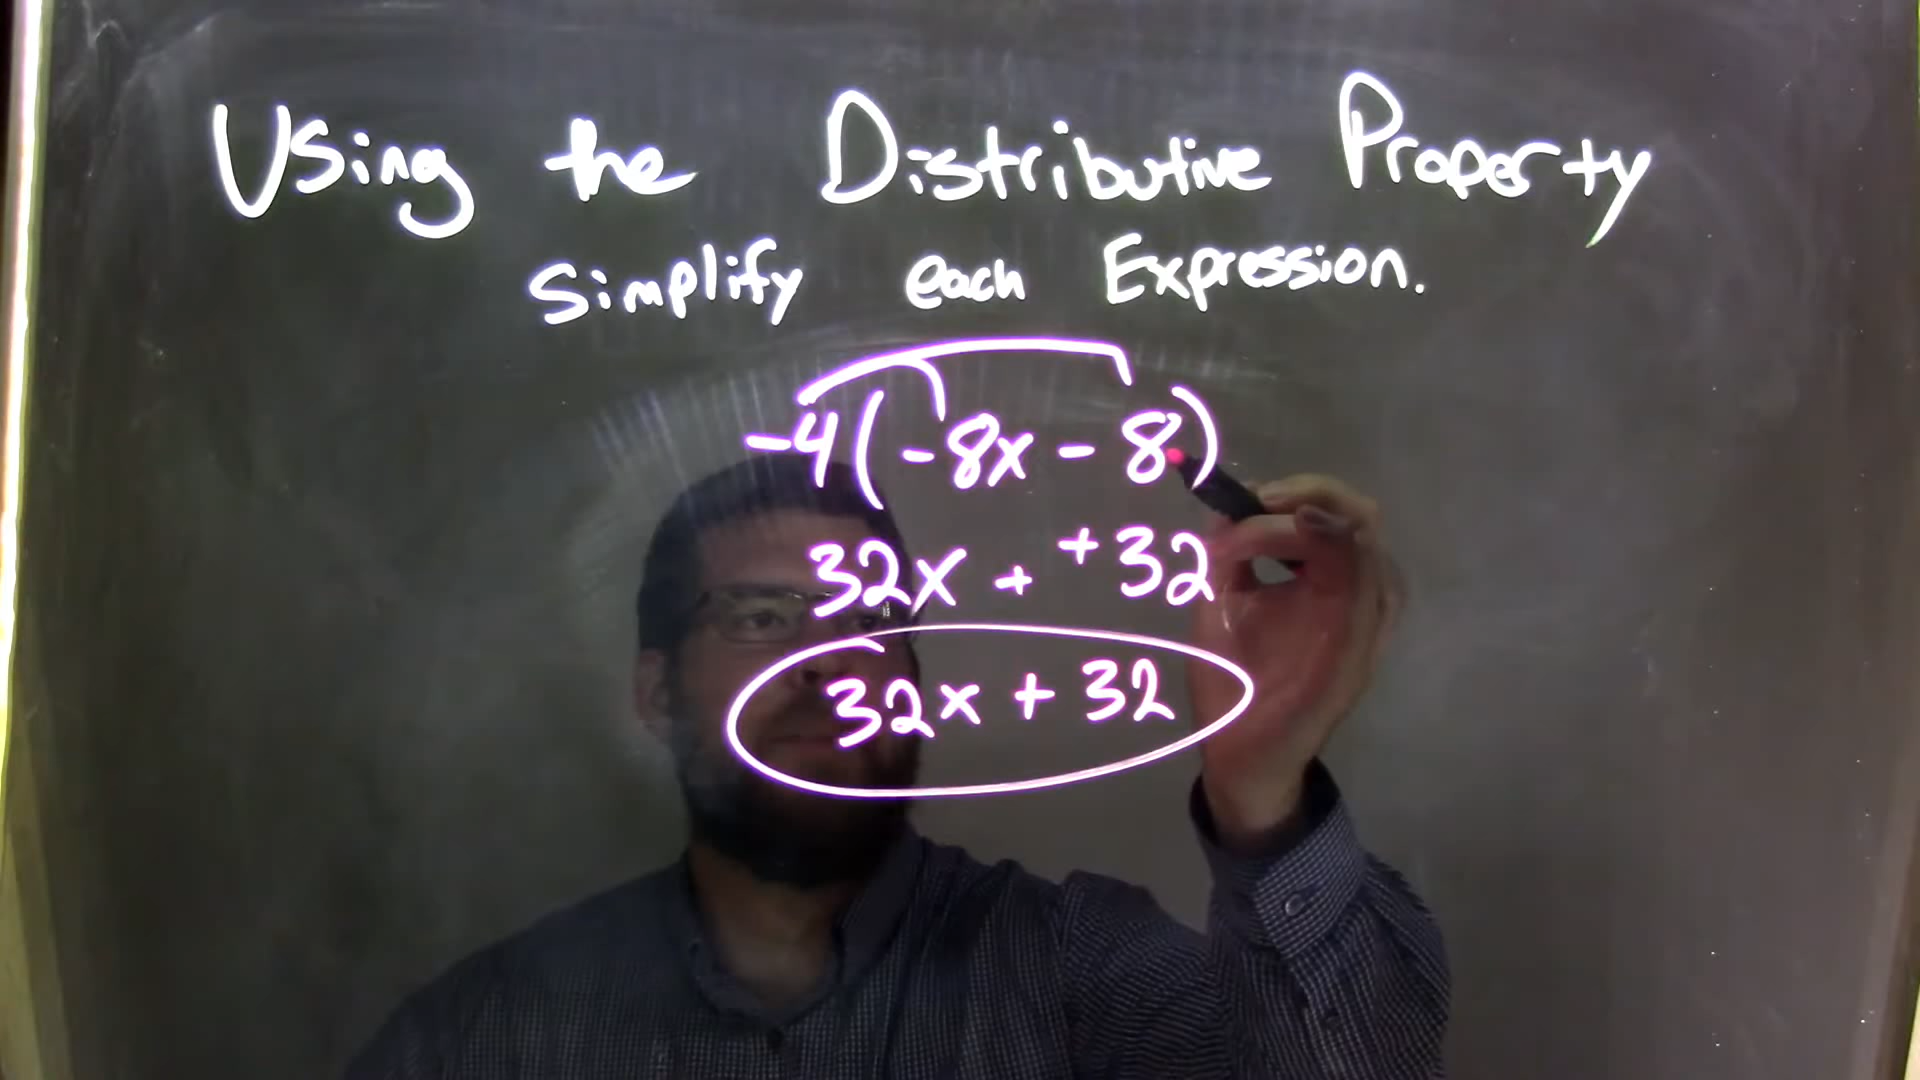 Using the Distributive Property
Simplify each Expression.
-4(-8x - 8)
32x + +32
32x + 32